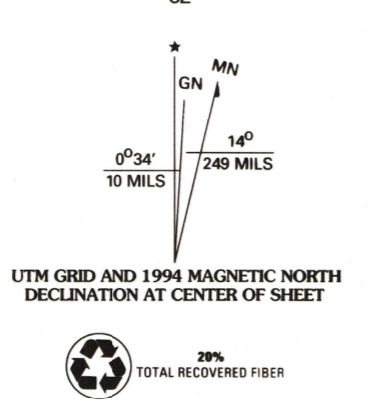 ★
GN
MN
0°34′
10 MILS
14°
249 MILS
UTM GRID AND 1994 MAGNETIC NORTH
DECLINATION AT CENTER OF SHEET
20%
TOTAL RECOVERED FIBER